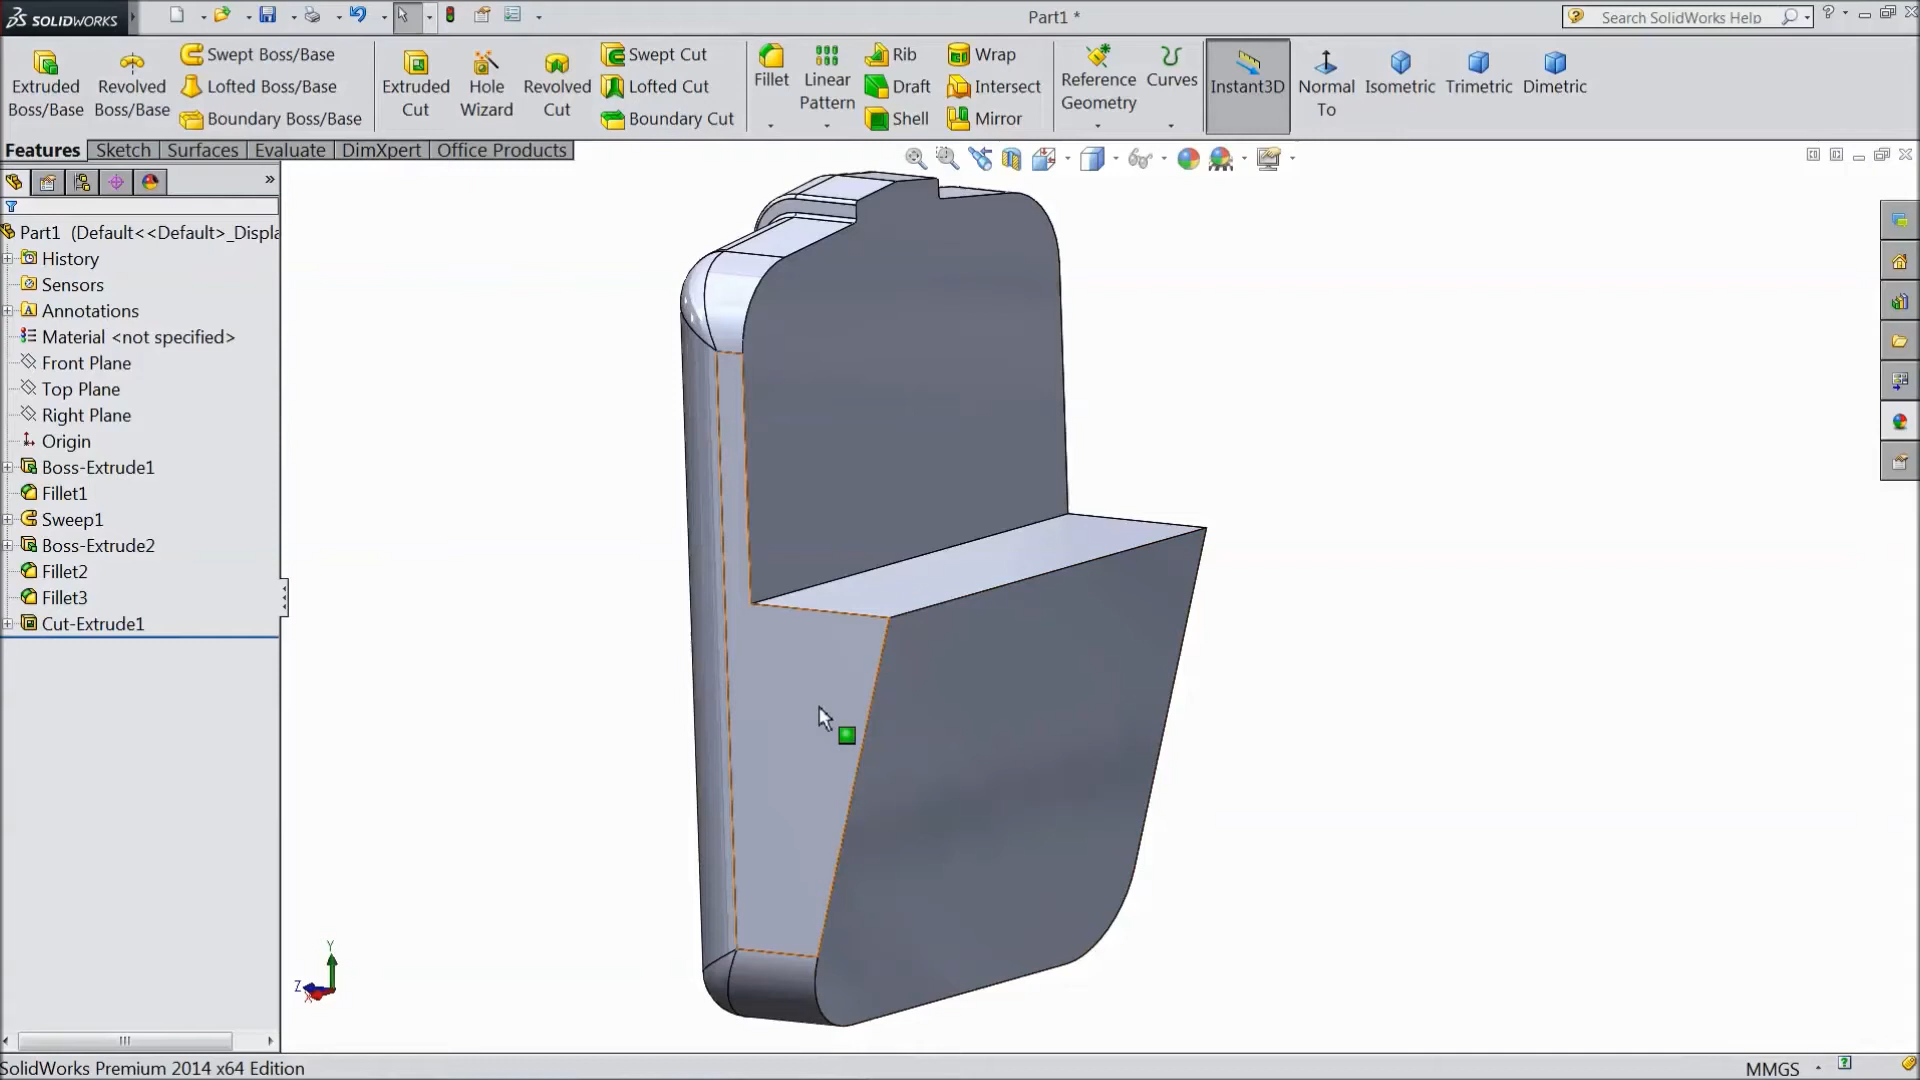 SOLIDWORKS
Part1 *
Search SolidWorks Help
Extruded Boss/Base
Revolved Boss/Base
Swept Boss/Base
Lofted Boss/Base
Boundary Boss/Base
Extruded Cut
Hole Wizard
Revolved Cut
Swept Cut
Lofted Cut
Boundary Cut
Fillet
Linear Pattern
Rib
Draft
Shell
Wrap
Intersect
Mirror
Reference Geometry
Curves
Instant3D
Normal To
Isometric
Trimetric
Dimetric
Features
Sketch
Surfaces
Evaluate
DimXpert
Office Products
Part1 (Default<<Default>_Displa
History
Sensors
Annotations
Material <not specified>
Front Plane
Top Plane
Right Plane
Origin
Boss-Extrude1
Fillet1
Sweep1
Boss-Extrude2
Fillet2
Fillet3
Cut-Extrude1
Y
Z
X
SolidWorks Premium 2014 x64 Edition
MMGS